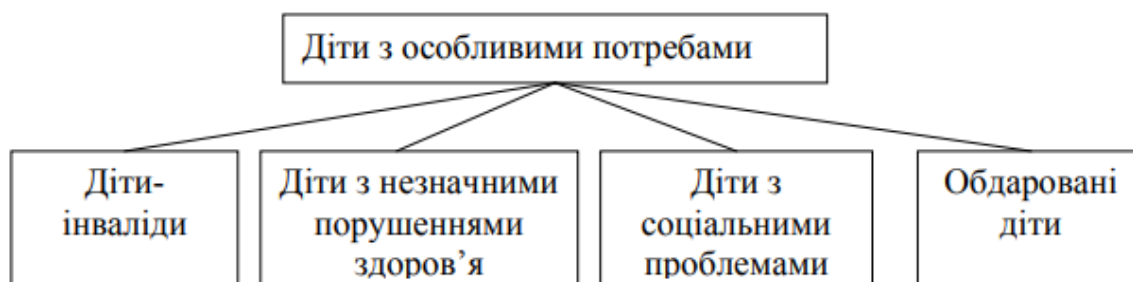 Діти з особливими потребами
Діти-
інваліди
Діти з незначними
порушеннями
здоров’я
Діти з
соціальними
проблемами
Обдаровані
діти